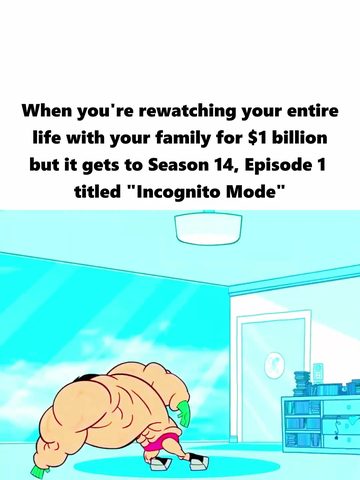 When you're rewatching your entire
life with your family for $1 billion
but it gets to Season 14, Episode 1
titled "Incognito Mode"